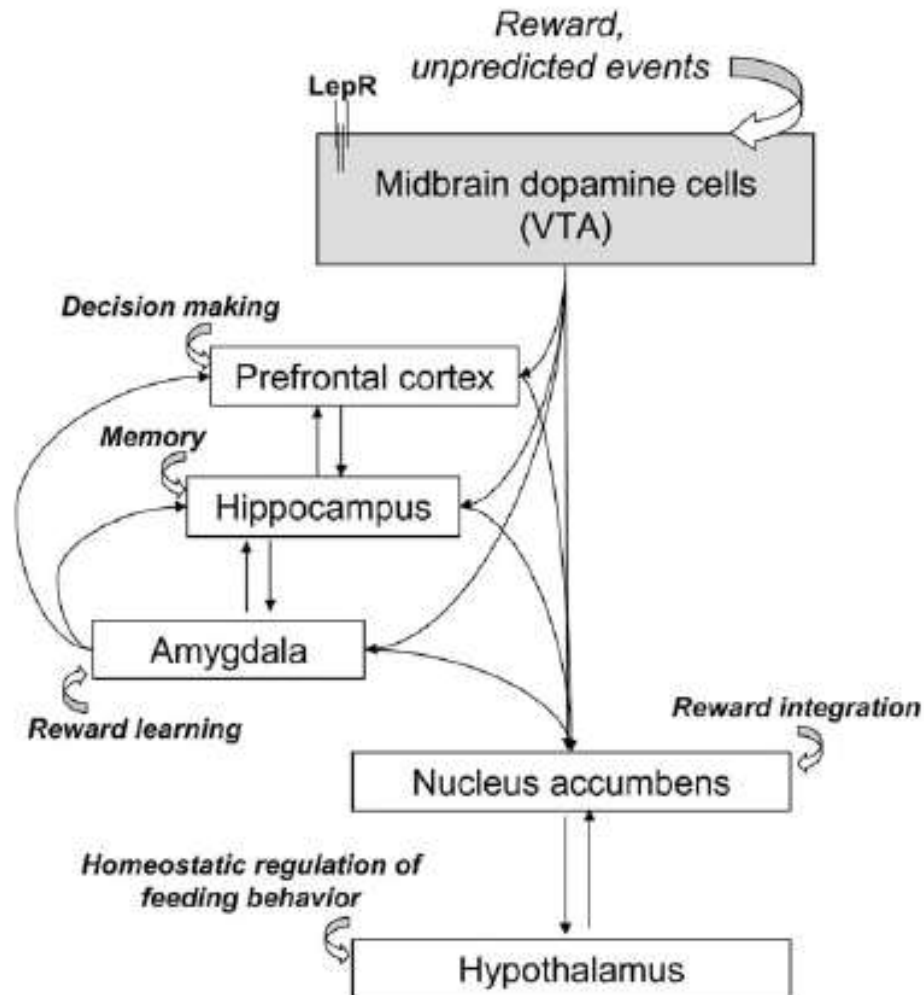 Reward,
unpredicted events
LepR
Midbrain dopamine cells
(VTA)
Decision making
Prefrontal cortex
Memory
Hippocampus
Amygdala
Reward learning
Reward integration
Nucleus accumbens
Homeostatic regulation of
feeding behavior
Hypothalamus